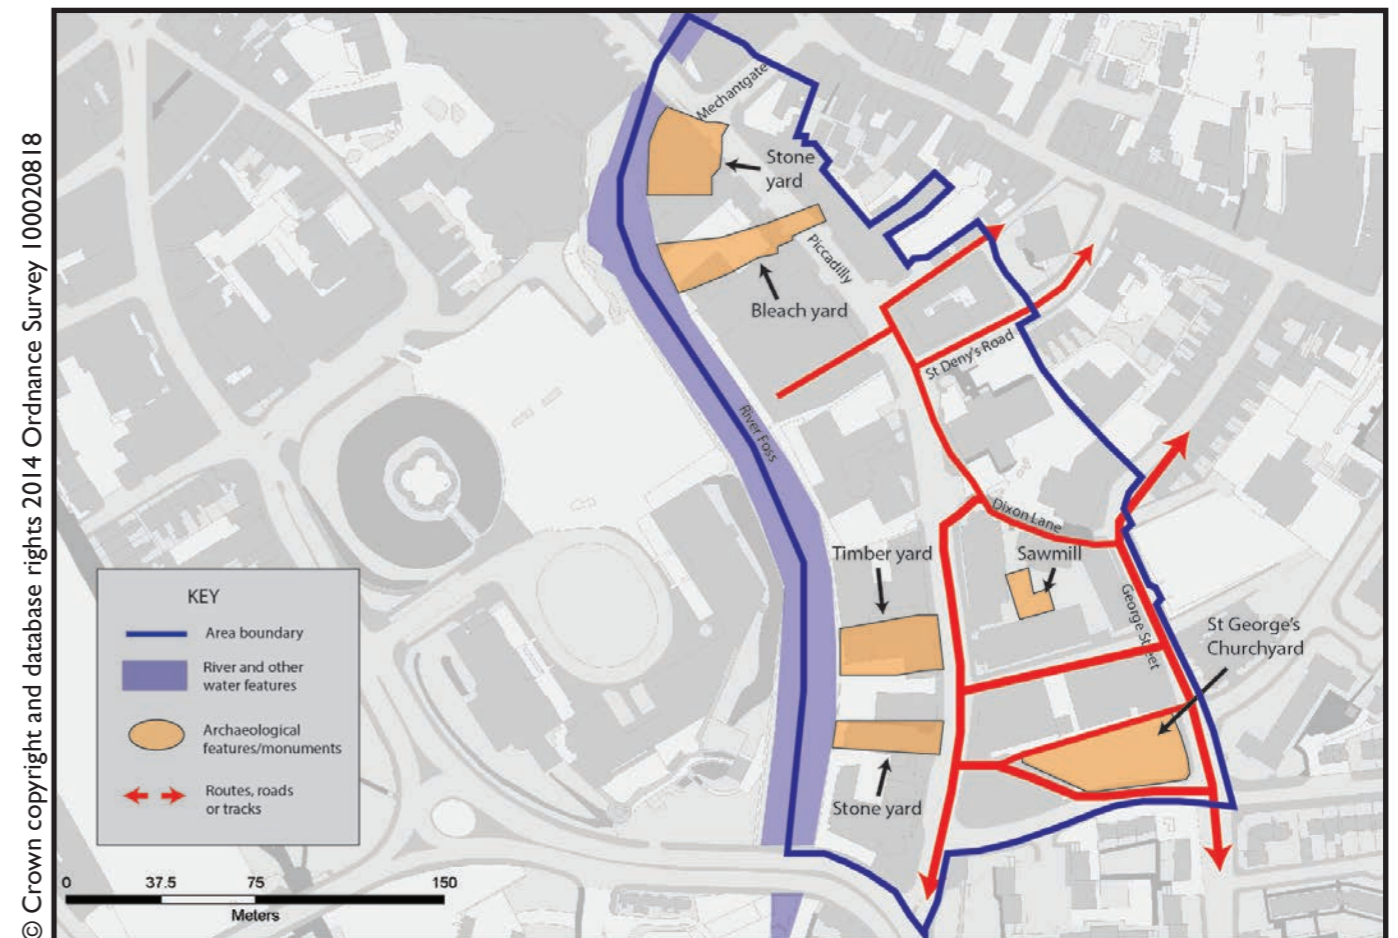 © Crown copyright and database rights 2014 Ordnance Survey 100020818
Mechantgate
Stone
yard
Piccadilly
Bleach yard
St Deny's Road
River Foss
Dixon Lane
Timber yard
Sawmill
George Street
St George's
Churchyard
Stone yard
KEY
Area boundary
River and other
water features
Archaeological
features/monuments
Routes, roads
or tracks
0 37.5 75 150
Meters